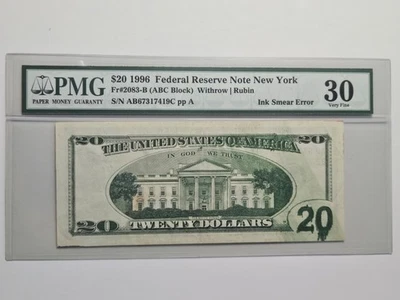 PMG
PAPER MONEY GUARANTY
$20 1996 Federal Reserve Note New York
Fr#2083-B (ABC Block) Withrow | Rubin
S/N AB67317419C pp A
Ink Smear Error
30
Very Fine
20
THE UNITED STATES OF AMERICA
20
IN GOD WE TRUST
20
TWENTY DOLLARS
20